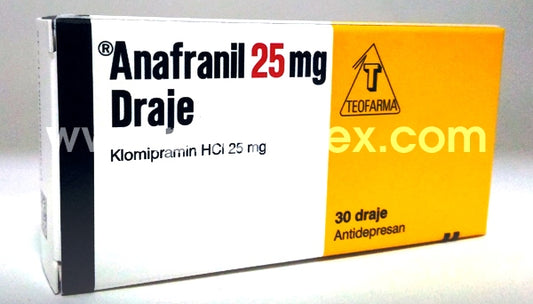 ®Anafranil 25 mg
Draje
Klomipramin HCl 25 mg
T
TEOFARMA
30 draje
Antidepresan